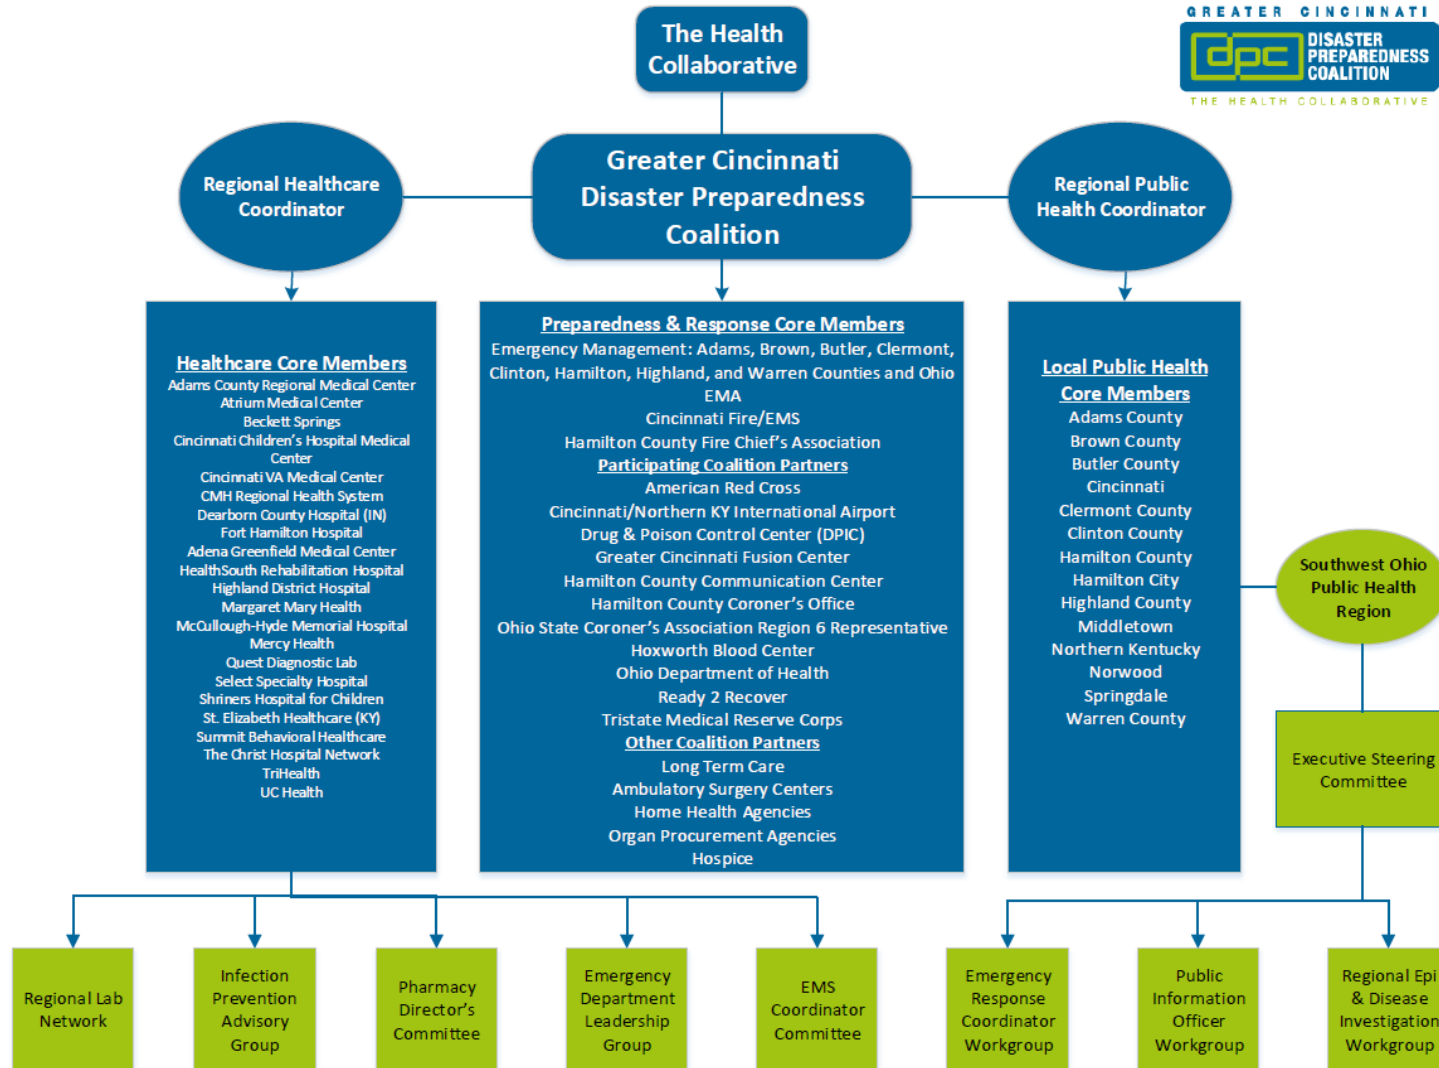 GREATER CINCINNATI
dpc
DISASTER
PREPAREDNESS
COALITION
THE HEALTH COLLABORATIVE
The Health
Collaborative
Regional Healthcare
Coordinator
Greater Cincinnati
Disaster Preparedness
Coalition
Regional Public
Health Coordinator
Healthcare Core Members
Adams County Regional Medical Center
Atrium Medical Center
Beckett Springs
Cincinnati Children's Hospital Medical
Center
Cincinnati VA Medical Center
CMH Regional Health System
Dearborn County Hospital (IN)
Fort Hamilton Hospital
Adena Greenfield Medical Center
HealthSouth Rehabilitation Hospital
Highland District Hospital
Margaret Mary Health
McCullough-Hyde Memorial Hospital
Mercy Health
Quest Diagnostic Lab
Select Specialty Hospital
Shriners Hospital for Children
St. Elizabeth Healthcare (KY)
Summit Behavioral Healthcare
The Christ Hospital Network
TriHealth
UC Health
Preparedness & Response Core Members
Emergency Management: Adams, Brown, Butler, Clermont,
Clinton, Hamilton, Highland, and Warren Counties and Ohio
EMA
Cincinnati Fire/EMS
Hamilton County Fire Chief's Association
Participating Coalition Partners
American Red Cross
Cincinnati/Northern KY International Airport
Drug & Poison Control Center (DPIC)
Greater Cincinnati Fusion Center
Hamilton County Communication Center
Hamilton County Coroner's Office
Ohio State Coroner's Association Region 6 Representative
Hoxworth Blood Center
Ohio Department of Health
Ready 2 Recover
Tristate Medical Reserve Corps
Other Coalition Partners
Long Term Care
Ambulatory Surgery Centers
Home Health Agencies
Organ Procurement Agencies
Hospice
Local Public Health
Core Members
Adams County
Brown County
Butler County
Cincinnati
Clermont County
Clinton County
Hamilton County
Hamilton City
Highland County
Middletown
Northern Kentucky
Norwood
Springdale
Warren County
Southwest Ohio
Public Health
Region
Executive Steering
Committee
Regional Lab
Network
Infection
Prevention
Advisory
Group
Pharmacy
Director's
Committee
Emergency
Department
Leadership
Group
EMS
Coordinator
Committee
Emergency
Response
Coordinator
Workgroup
Public
Information
Officer
Workgroup
Regional Epi
& Disease
Investigation
Workgroup